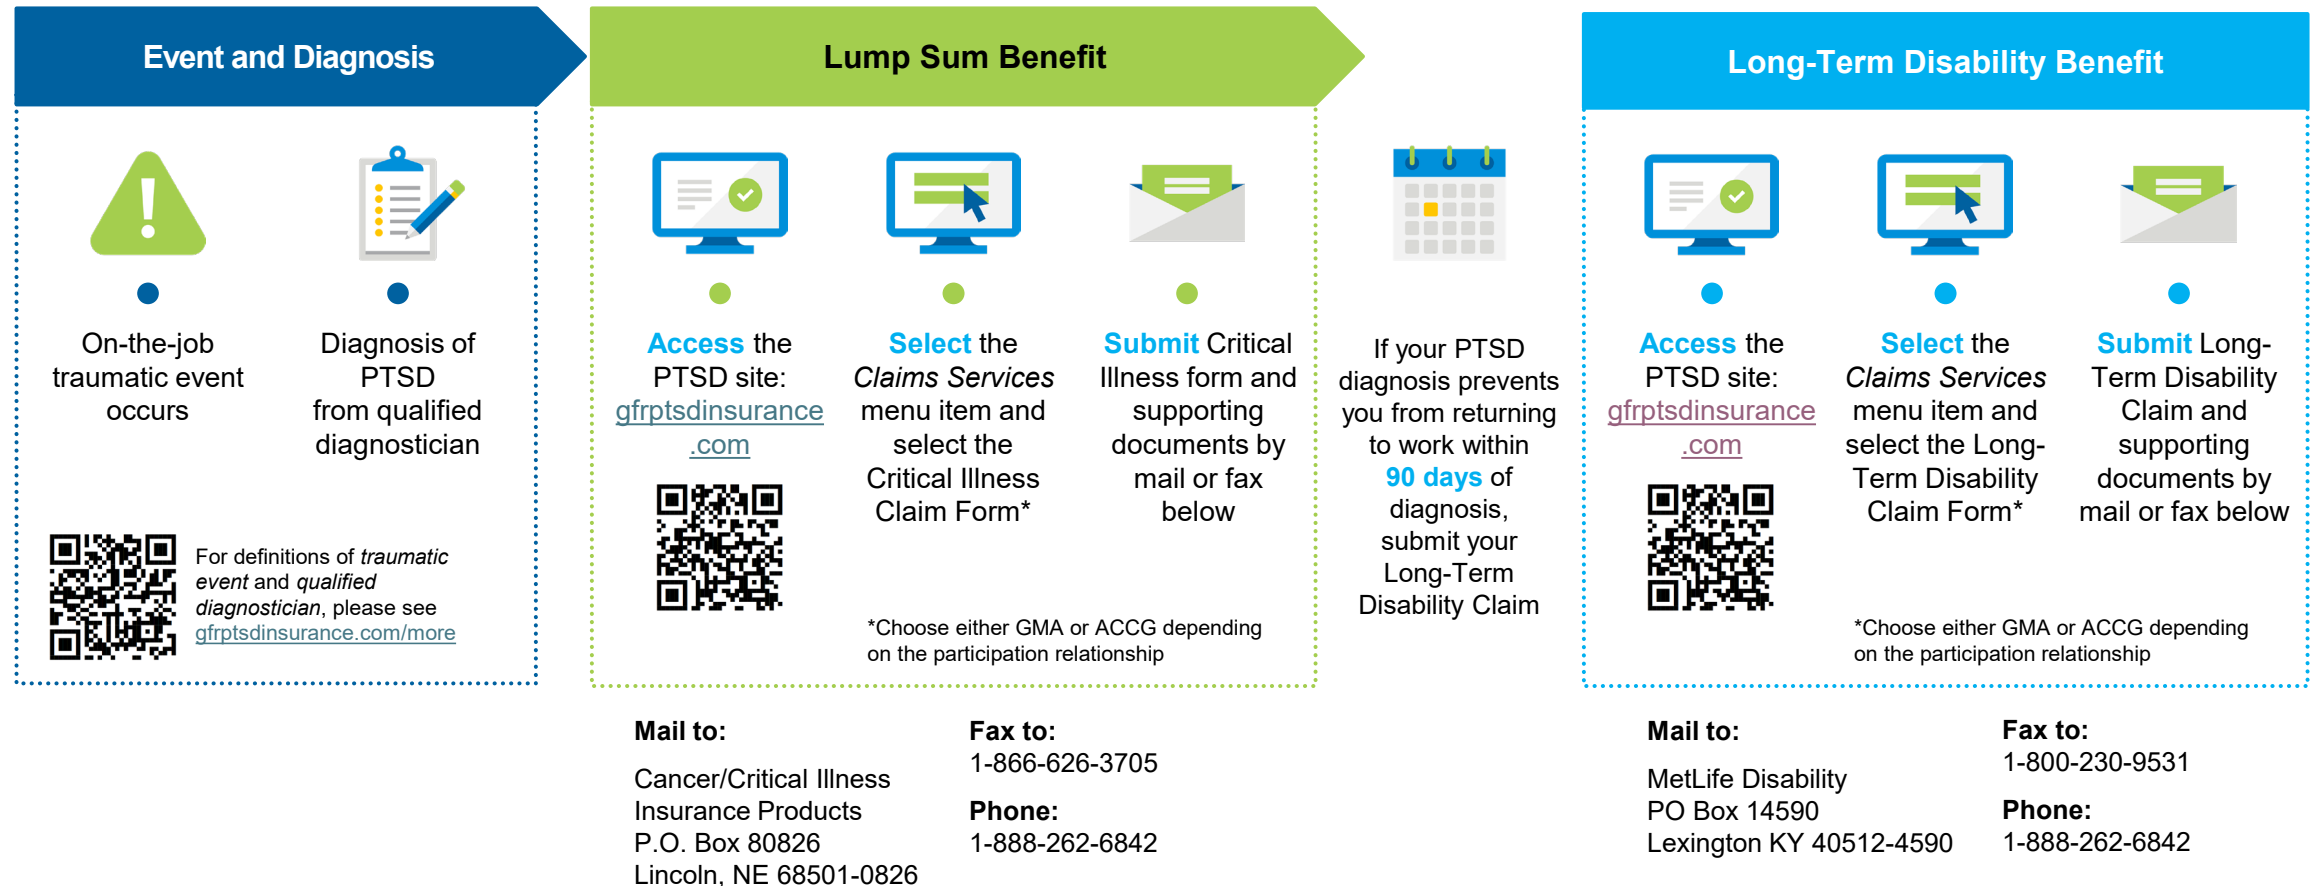 Event and Diagnosis
On-the-job
traumatic event
occurs
Diagnosis of
PTSD
from qualified
diagnostician
For definitions of traumatic
event and qualified
diagnostician, please see
gfrptsdinsurance.com/more
Lump Sum Benefit
Access the
PTSD site:
gfrptsdinsurance
.com
Select the
Claims Services
menu item and
select the
Critical Illness
Claim Form*
Submit Critical
Illness form and
supporting
documents by
mail or fax
below
*Choose either GMA or ACCG depending
on the participation relationship
Mail to:
Cancer/Critical Illness
Insurance Products
P.O. Box 80826
Lincoln, NE 68501-0826
Fax to:
1-866-626-3705
Phone:
1-888-262-6842
If your PTSD
diagnosis prevents
you from returning
to work within
90 days of
diagnosis,
submit your
Long-Term
Disability Claim
Long-Term Disability Benefit
Access the
PTSD site:
gfrptsdinsurance
.com
Select the
Claims Services
menu item and
select the Long-
Term Disability
Claim Form*
Submit Long-
Term Disability
Claim and
supporting
documents by
mail or fax below
*Choose either GMA or ACCG depending
on the participation relationship
Mail to:
MetLife Disability
PO Box 14590
Lexington KY 40512-4590
Fax to:
1-800-230-9531
Phone:
1-888-262-6842